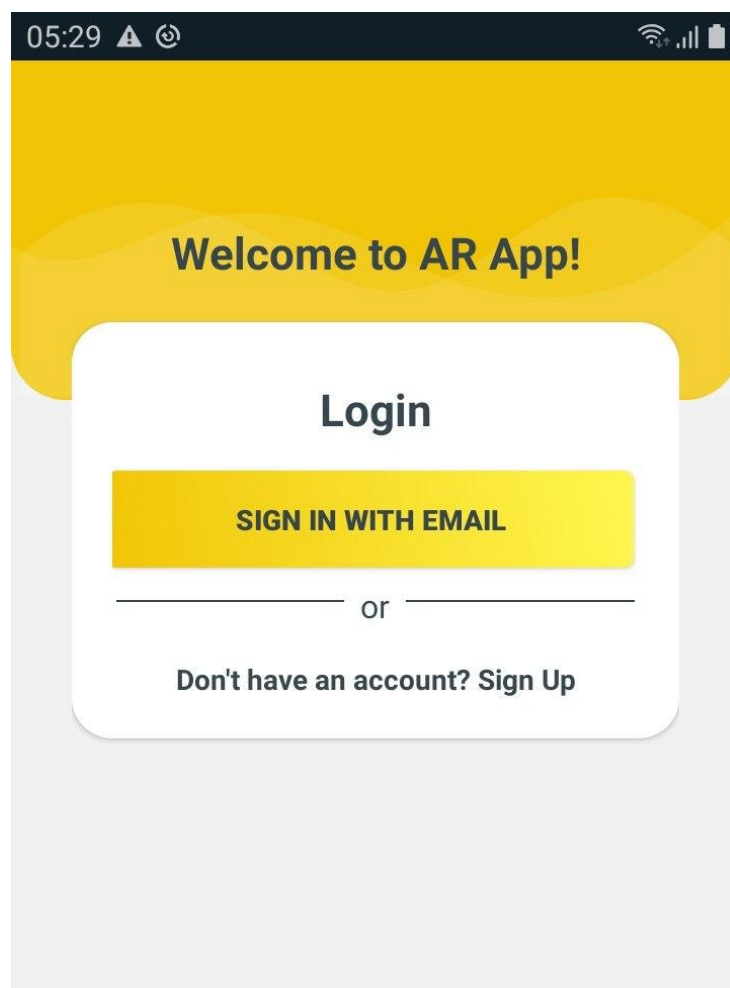 05:29
Welcome to AR App!
Login
SIGN IN WITH EMAIL
or
Don't have an account? Sign Up